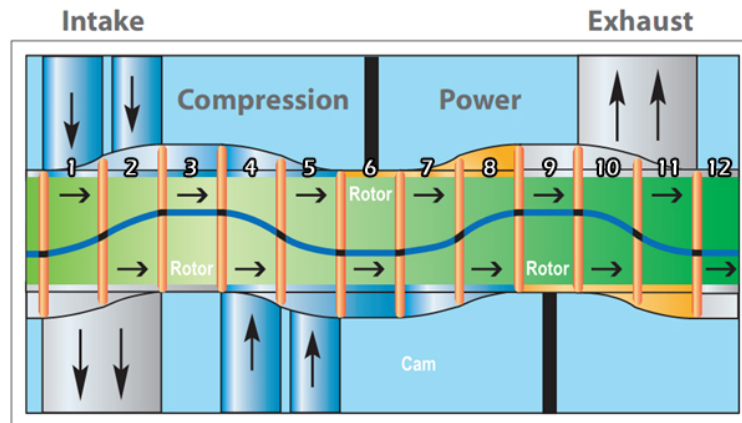 Intake Exhaust
Compression Power
1 2 3 4 5 6 7 8 9 10 11 12
Rotor
Rotor Rotor
Cam